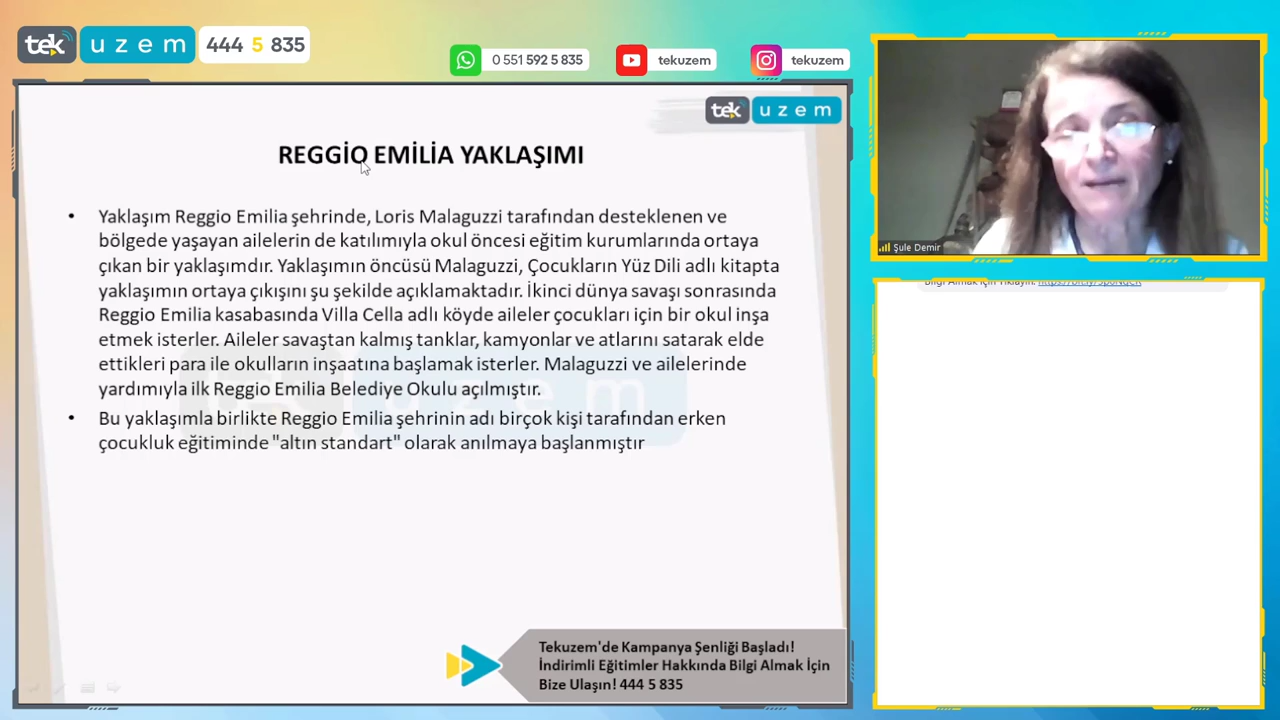 tek uzem 444 5 835
0 551 592 5 835
tekuzem
tekuzem
tek uzem
REGGİO EMİLİA YAKLAŞIMI
• Yaklaşım Reggio Emilia şehrinde, Loris Malaguzzi tarafından desteklenen ve
bölgede yaşayan ailelerin de katılımıyla okul öncesi eğitim kurumlarında ortaya
çıkan bir yaklaşımdır. Yaklaşımın öncüsü Malaguzzi, Çocukların Yüz Dili adlı kitapta
yaklaşımın ortaya çıkışını şu şekilde açıklamaktadır. İkinci dünya savaşı sonrasında
Reggio Emilia kasabasında Villa Cella adlı köyde aileler çocukları için bir okul inşa
etmek isterler. Aileler savaştan kalmış tanklar, kamyonlar ve atlarını satarak elde
ettikleri para ile okulların inşaatına başlamak isterler. Malaguzzi ve ailelerinde
yardımıyla ilk Reggio Emilia Belediye Okulu açılmıştır.
• Bu yaklaşımla birlikte Reggio Emilia şehrinin adı birçok kişi tarafından erken
çocukluk eğitiminde "altın standart" olarak anılmaya başlanmıştır
Tekuzem'de Kampanya Şenliği Başladı!
İndirimli Eğitimler Hakkında Bilgi Almak İçin
Bize Ulaşın! 444 5 835
Şule Demir
Bilgi Almak İçin Tıklayın: